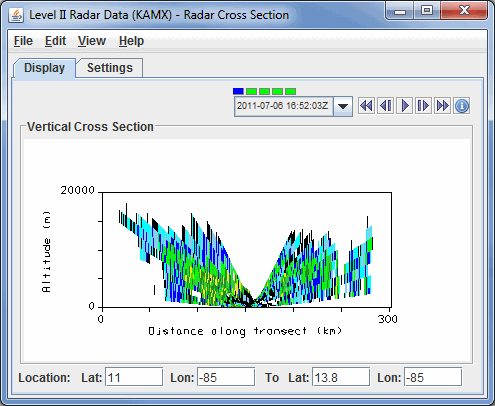 Level II Radar Data (KAMX) - Radar Cross Section
File Edit View Help
Display Settings
2011-07-06 16:52:03Z
Vertical Cross Section
20000
Altitude (m)
0
0 300
Distance along transect (km)
Location: Lat: 11 Lon: -85 To Lat: 13.8 Lon: -85